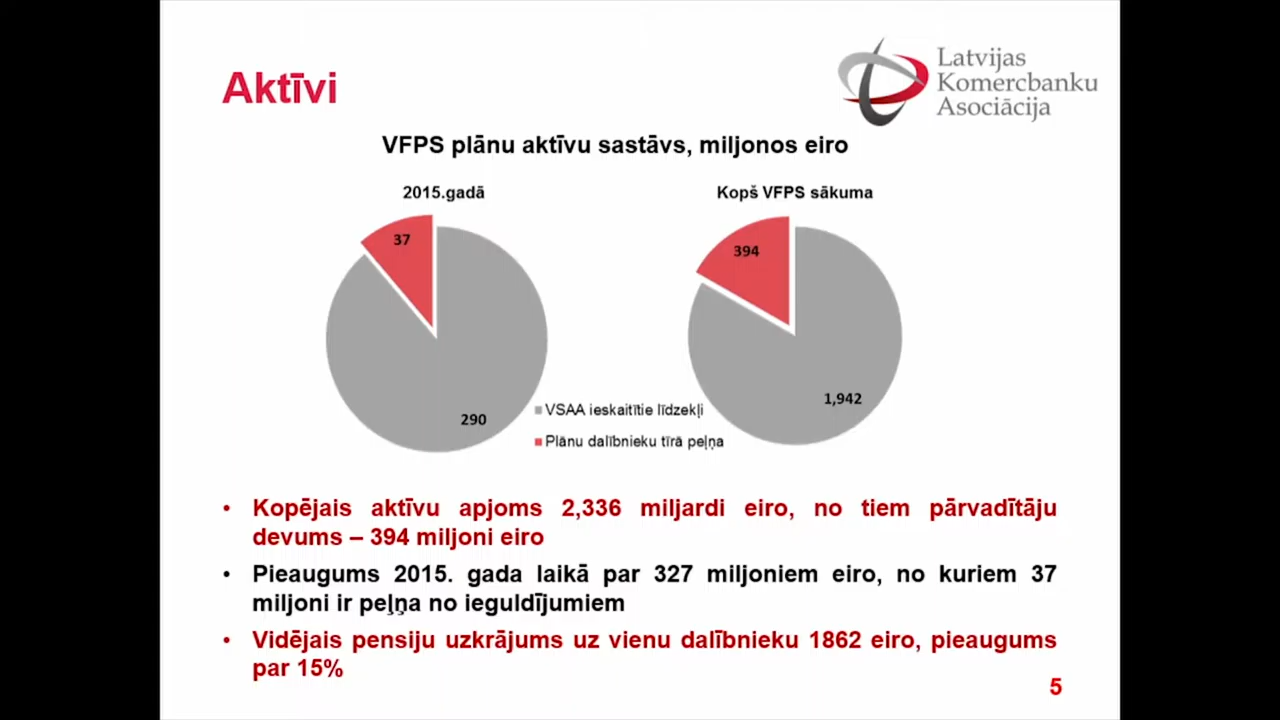 Aktīvi
Latvijas
Komercbanku
Asociācija
VFPS plānu aktīvu sastāvs, miljonos eiro
2015.gadā
Kopš VFPS sākuma
37
394
290
1,942
VSAA ieskaitītie līdzekļi
Plānu dalībnieku tīrā peļņa
• Kopējais aktīvu apjoms 2,336 miljardi eiro, no tiem pārvadītāju
devums – 394 miljoni eiro
• Pieaugums 2015. gada laikā par 327 miljoniem eiro, no kuriem 37
miljoni ir peļņa no ieguldījumiem
• Vidējais pensiju uzkrājums uz vienu dalībnieku 1862 eiro, pieaugums
par 15%
5